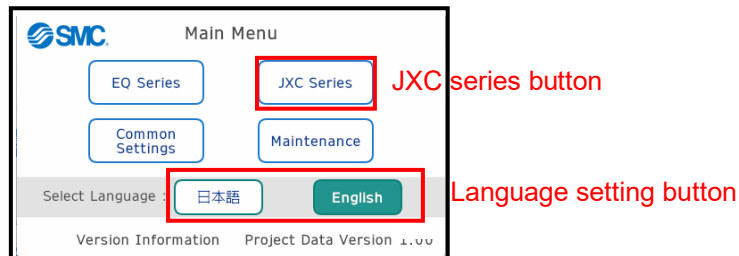 SMC. Main Menu
EQ Series JXC Series JXC series button
Common
Settings
Maintenance
Select Language : 日本語 English Language setting button
Version Information Project Data Version 1.00